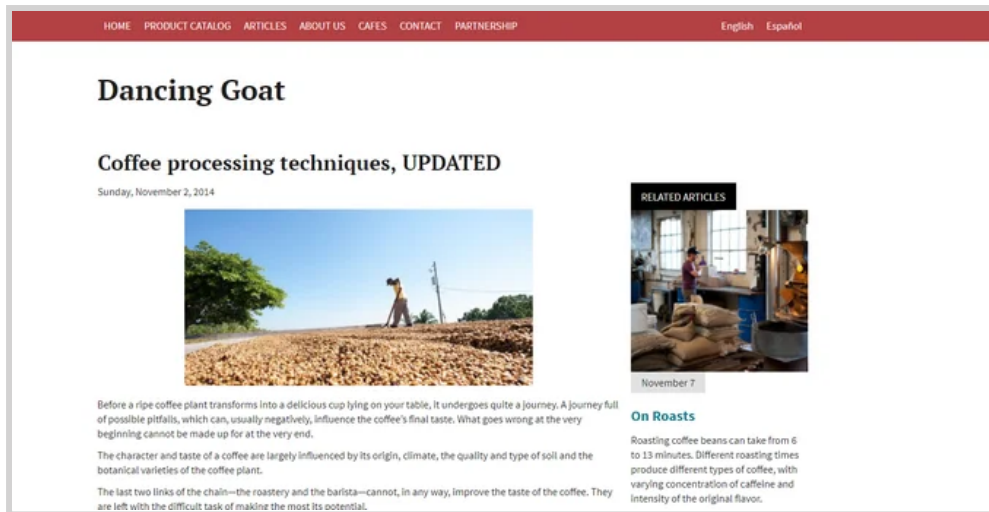 HOME PRODUCT CATALOG ARTICLES ABOUT US CAFES CONTACT PARTNERSHIP English Español
Dancing Goat
Coffee processing techniques, UPDATED
Sunday, November 2, 2014
Before a ripe coffee plant transforms into a delicious cup lying on your table, it undergoes quite a journey. A journey full
of possible pitfalls, which can, usually negatively, influence the coffee's final taste. What goes wrong at the very
beginning cannot be made up for at the very end.
The character and taste of a coffee are largely influenced by its origin, climate, the quality and type of soil and the
botanical varieties of the coffee plant.
The last two links of the chain—the roastery and the barista—cannot, in any way, improve the taste of the coffee. They
are left with the difficult task of making the most its potential.
RELATED ARTICLES
November 7
On Roasts
Roasting coffee beans can take from 6
to 13 minutes. Different roasting times
produce different types of coffee, with
varying concentration of caffeine and
intensity of the original flavor.